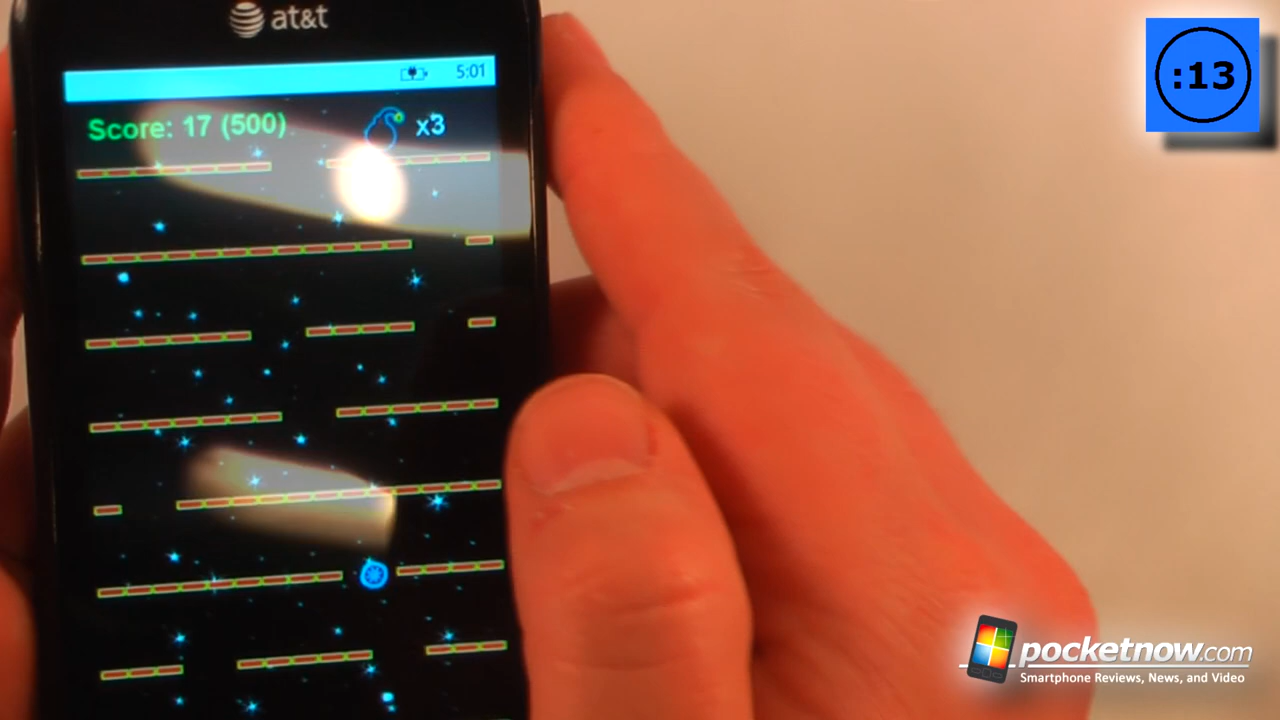 at&t
5:01
Score: 17 (500)
x3
:13
pocketnow.com
Smartphone Reviews, News, and Video